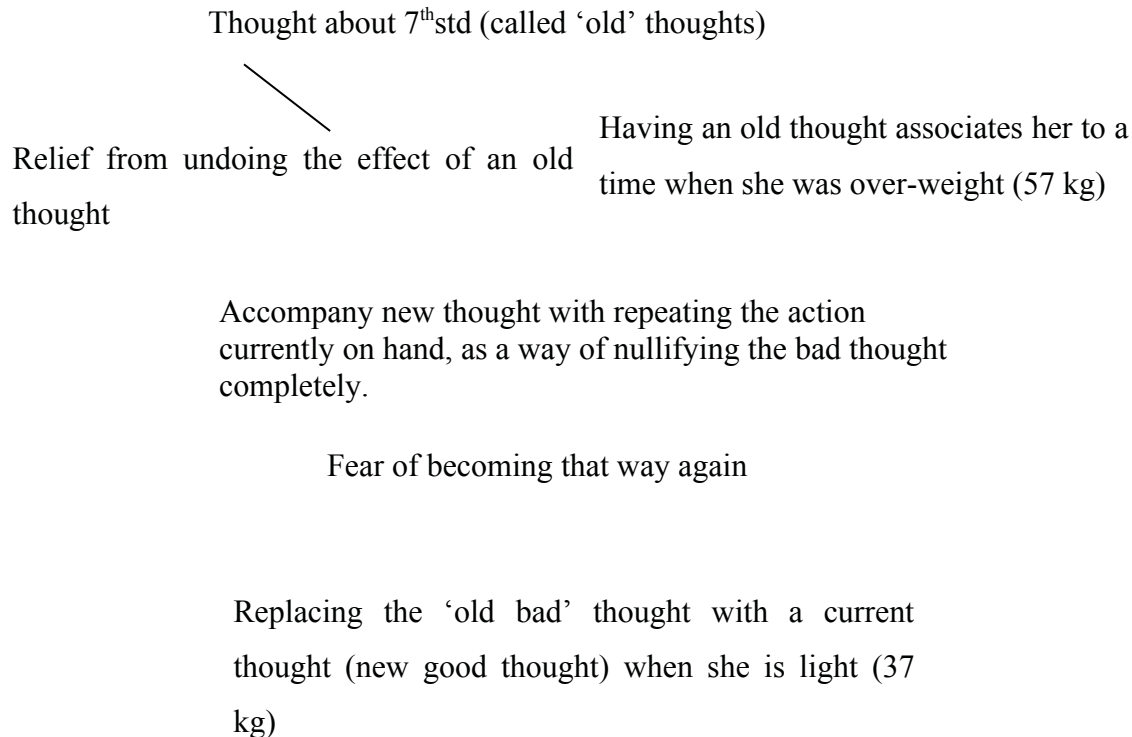 Thought about 7thstd (called ‘old’ thoughts)
Relief from undoing the effect of an old
thought
Having an old thought associates her to a
time when she was over-weight (57 kg)
Accompany new thought with repeating the action
currently on hand, as a way of nullifying the bad thought
completely.
Fear of becoming that way again
Replacing the ‘old bad’ thought with a current
thought (new good thought) when she is light (37
kg)